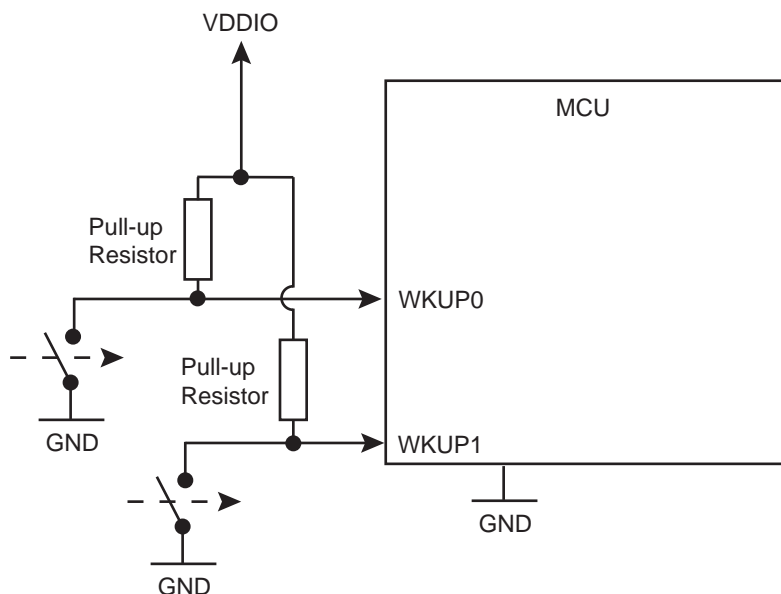 VDDIO
MCU
Pull-up
Resistor
WKUP0
Pull-up
Resistor
GND
WKUP1
GND
GND